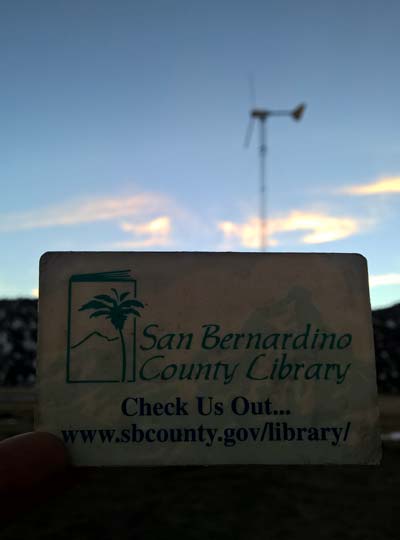 San Bernardino
County Library
Check Us Out...
www.sbcounty.gov/library/